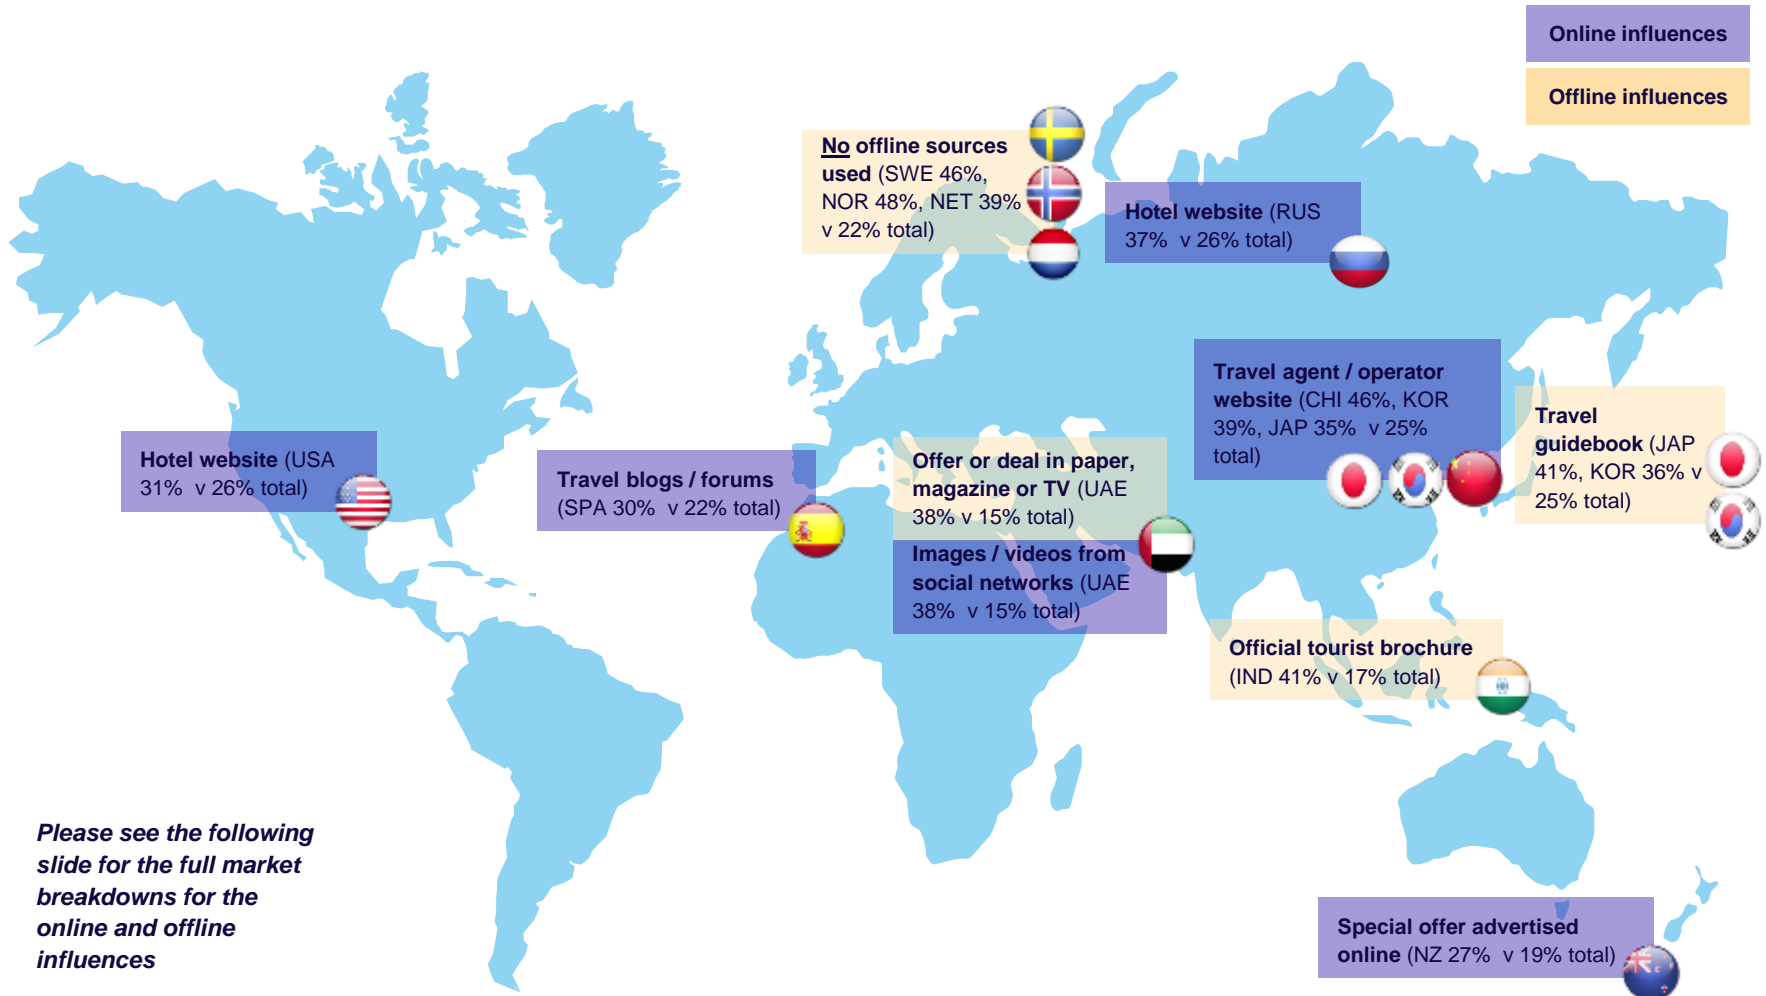 Online influences
Offline influences
No offline sources
used (SWE 46%,
NOR 48%, NET 39%
v 22% total)
Hotel website (RUS
37% v 26% total)
Travel agent / operator
website (CHI 46%, KOR
39%, JAP 35% v 25%
total)
Travel
guidebook (JAP
41%, KOR 36% v
25% total)
Hotel website (USA
31% v 26% total)
Travel blogs / forums
(SPA 30% v 22% total)
Offer or deal in paper,
magazine or TV (UAE
38% v 15% total)
Images / videos from
social networks (UAE
38% v 15% total)
Official tourist brochure
(IND 41% v 17% total)
Please see the following
slide for the full market
breakdowns for the
online and offline
influences
Special offer advertised
online (NZ 27% v 19% total)